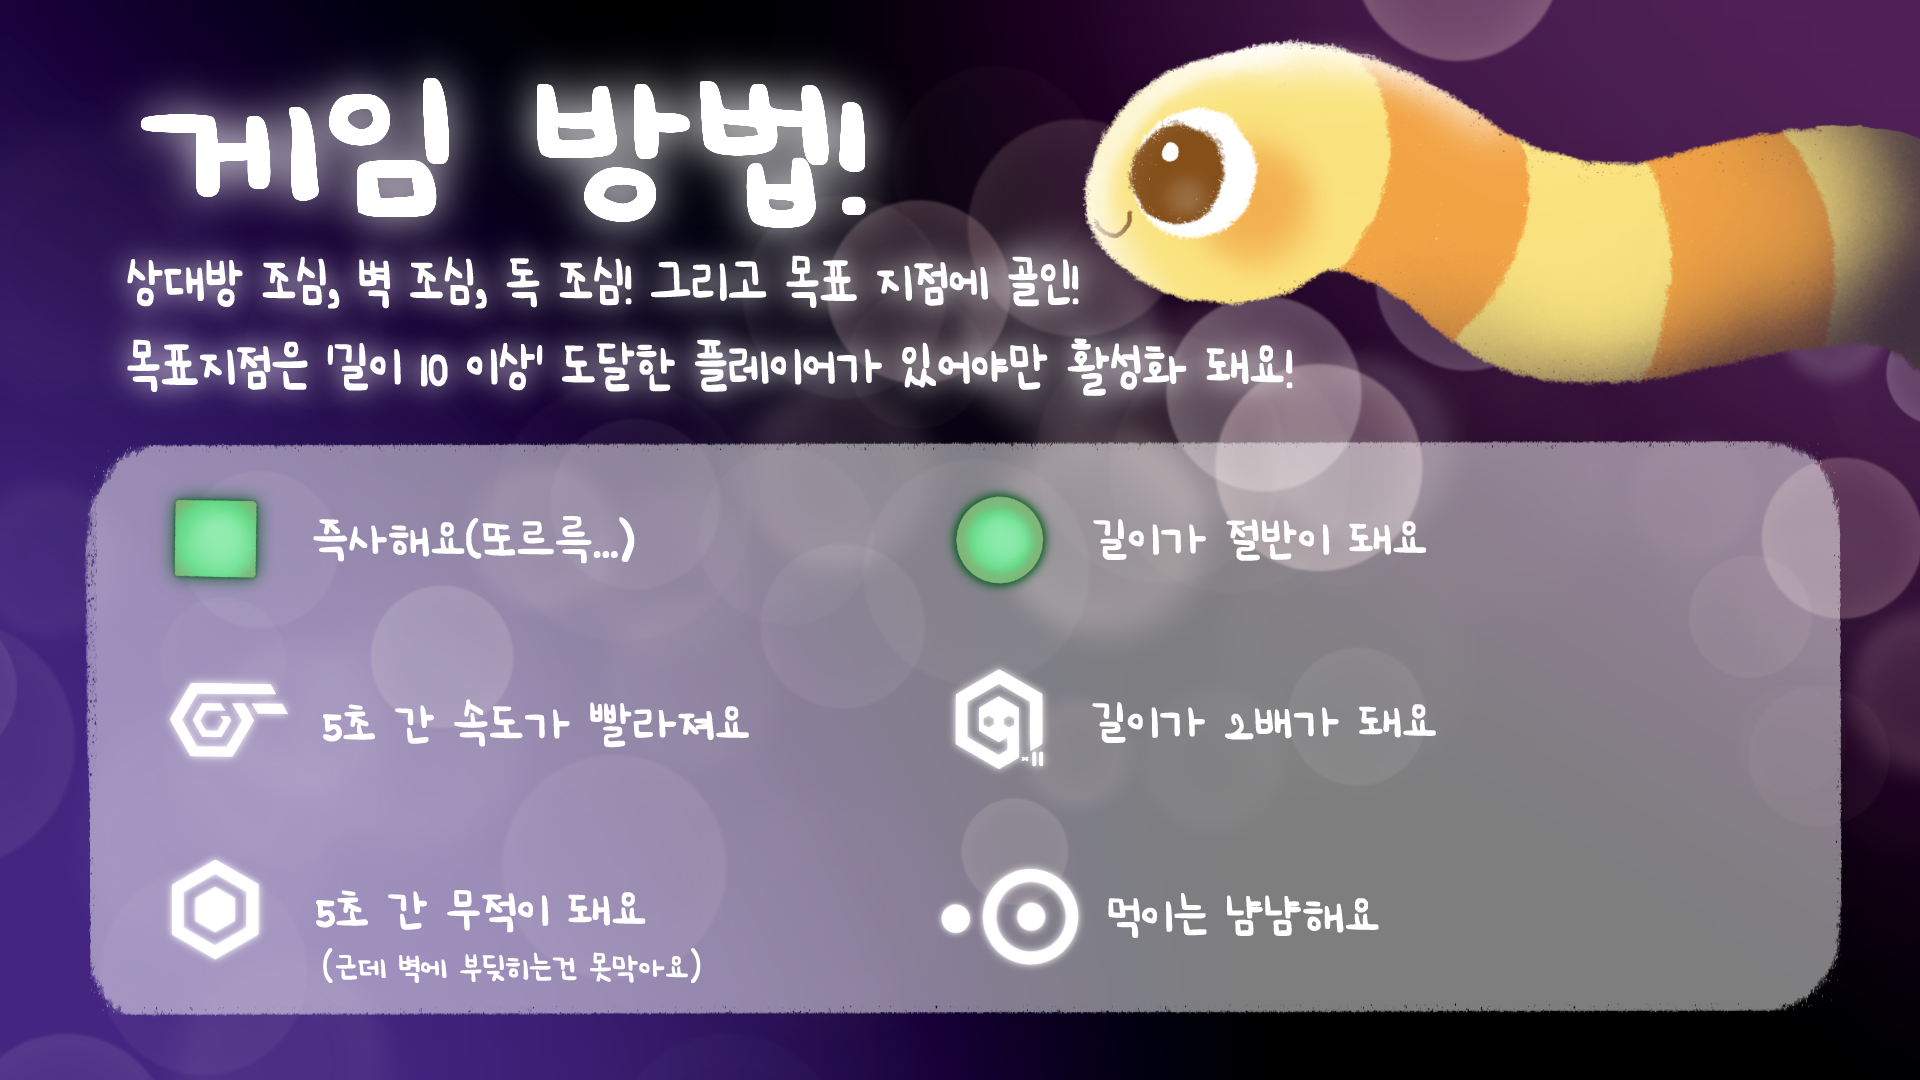 게임 방법!
상대방 조심, 벽 조심, 독 조심! 그리고 목표 지점에 골인!
목표지점은 '길이 10 이상' 도달한 플레이어가 있어야만 활성화 돼요!
즉사해요(또르륵...)
길이가 절반이 돼요
5초 간 속도가 빨라져요
길이가 2배가 돼요
5초 간 무적이 돼요
(근데 벽에 부딪히는건 못막아요)
먹이는 냠냠해요